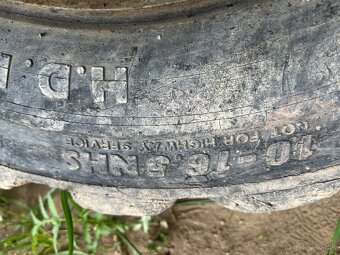 H.D.
10-16.5NHS
* NOT FOR HIGHWAY SERVICE